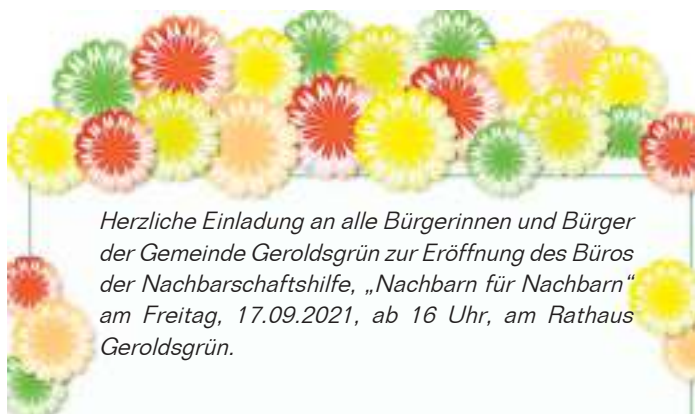 Herzliche Einladung an alle Bürgerinnen und Bürger
der Gemeinde Geroldsgrün zur Eröffnung des Büros
der Nachbarschaftshilfe, „Nachbarn für Nachbarn“
am Freitag, 17.09.2021, ab 16 Uhr, am Rathaus
Geroldsgrün.